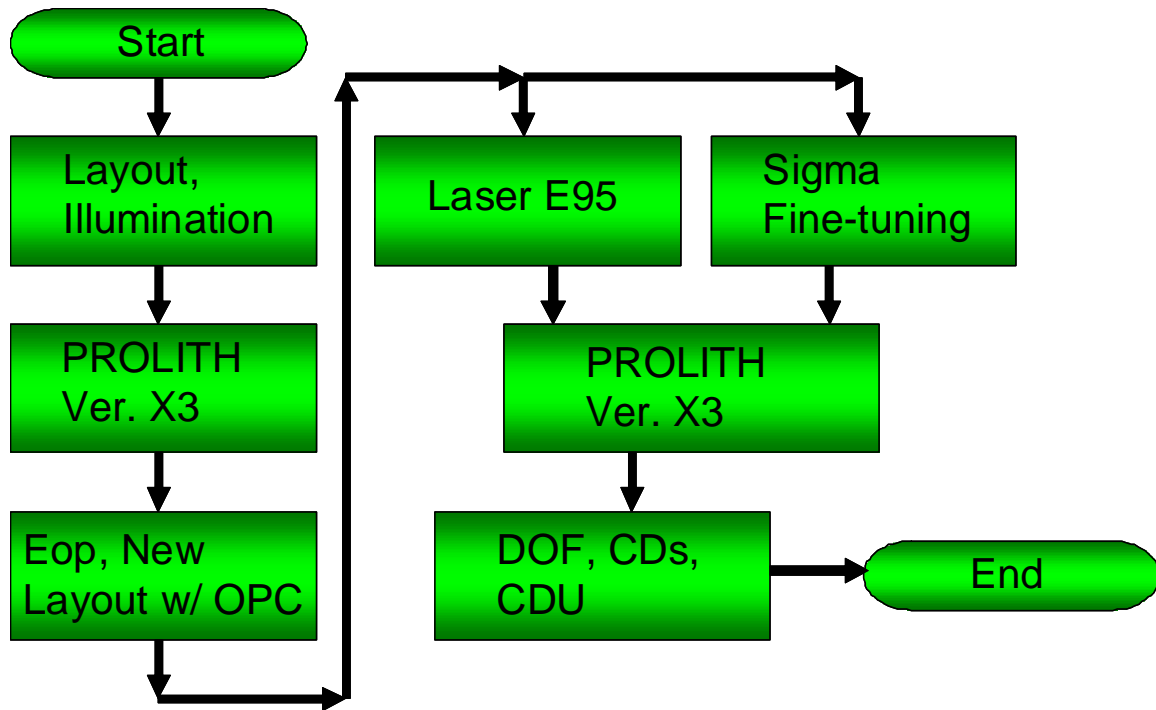 Start
Layout,
Illumination
PROLITH
Ver. X3
Eop, New
Layout w/ OPC
Laser E95
Sigma
Fine-tuning
PROLITH
Ver. X3
DOF, CDs,
CDU
End